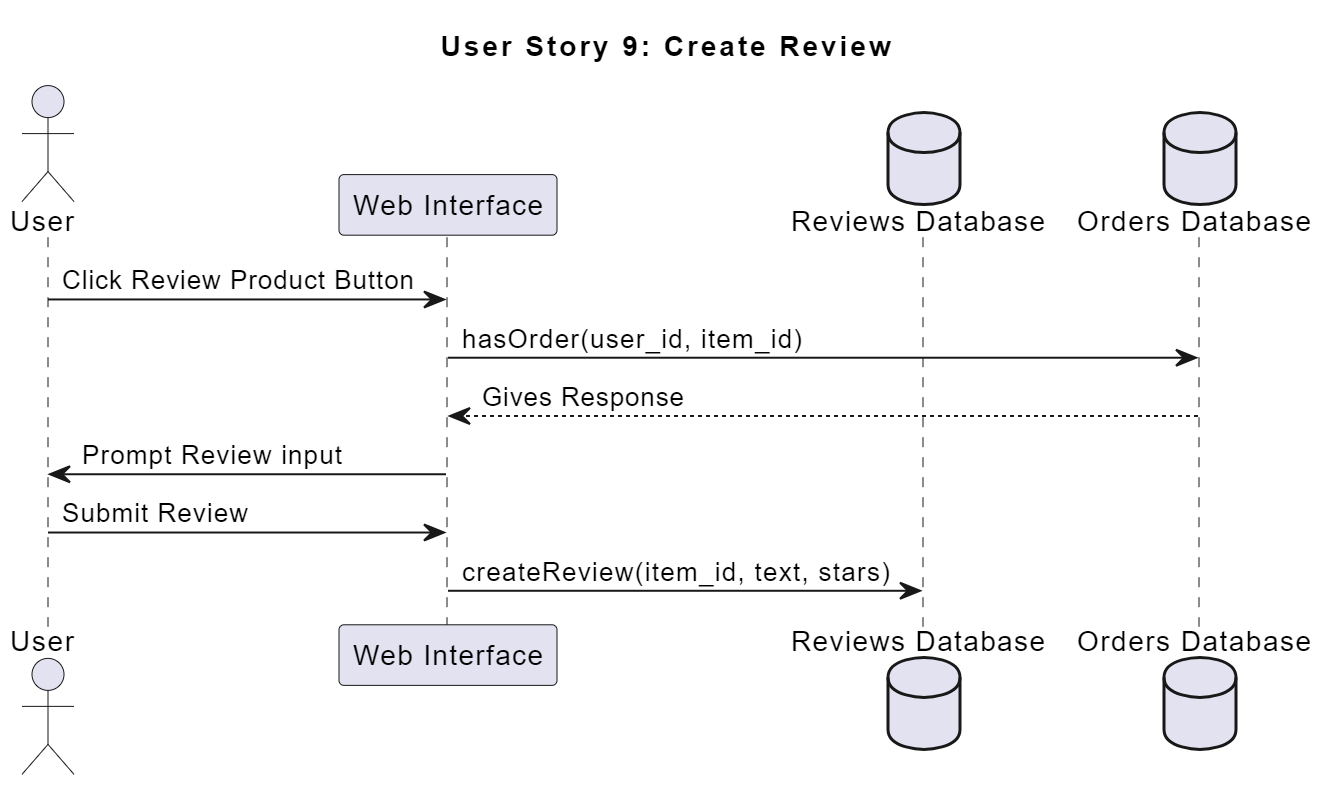 User Story 9: Create Review
User
Web Interface
Reviews Database
Orders Database
Click Review Product Button
hasOrder(user_id, item_id)
Gives Response
Prompt Review input
Submit Review
createReview(item_id, text, stars)
User
Web Interface
Reviews Database
Orders Database